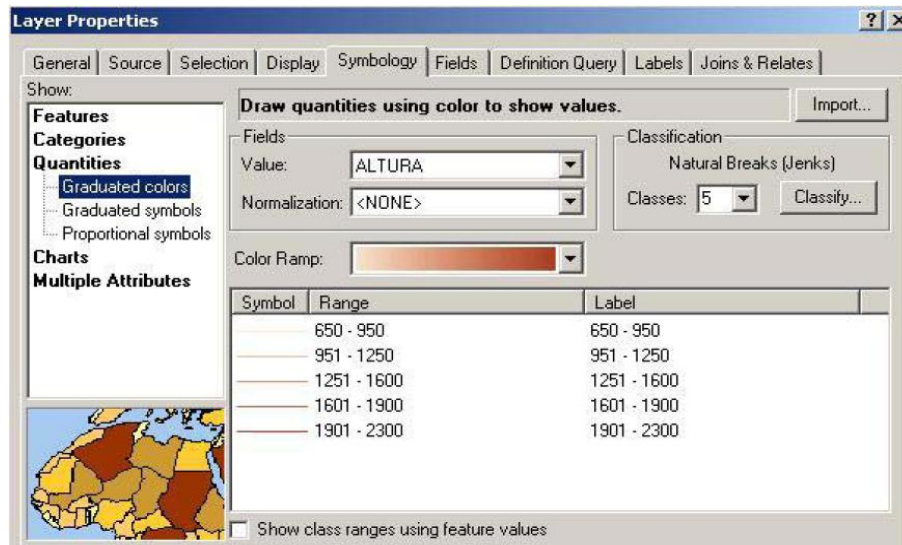 Layer Properties
? X
General Source Selection Display Symbology Fields Definition Query Labels Joins & Relates
Show:
Features
Categories
Quantities
Graduated colors
Graduated symbols
Proportional symbols
Charts
Multiple Attributes
Draw quantities using color to show values.
Import...
Fields
Value: ALTURA
Normalization: <NONE>
Classification
Natural Breaks (Jenks)
Classes: 5 Classify...
Color Ramp:
Symbol Range Label
650 - 950 650 - 950
951 - 1250 951 - 1250
1251 - 1600 1251 - 1600
1601 - 1900 1601 - 1900
1901 - 2300 1901 - 2300
Show class ranges using feature values